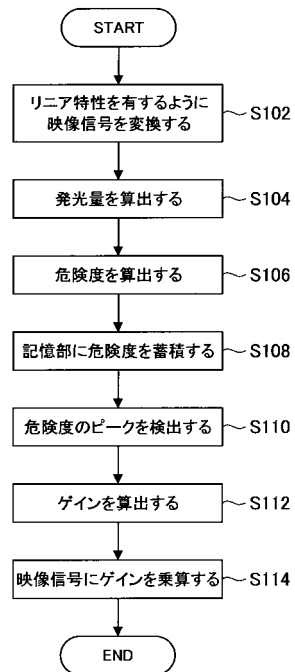 START
リニア特性を有するように
映像信号を変換する
S102
発光量を算出する
S104
危険度を算出する
S106
記憶部に危険度を蓄積する
S108
危険度のピークを検出する
S110
ゲインを算出する
S112
映像信号にゲインを乗算する
S114
END